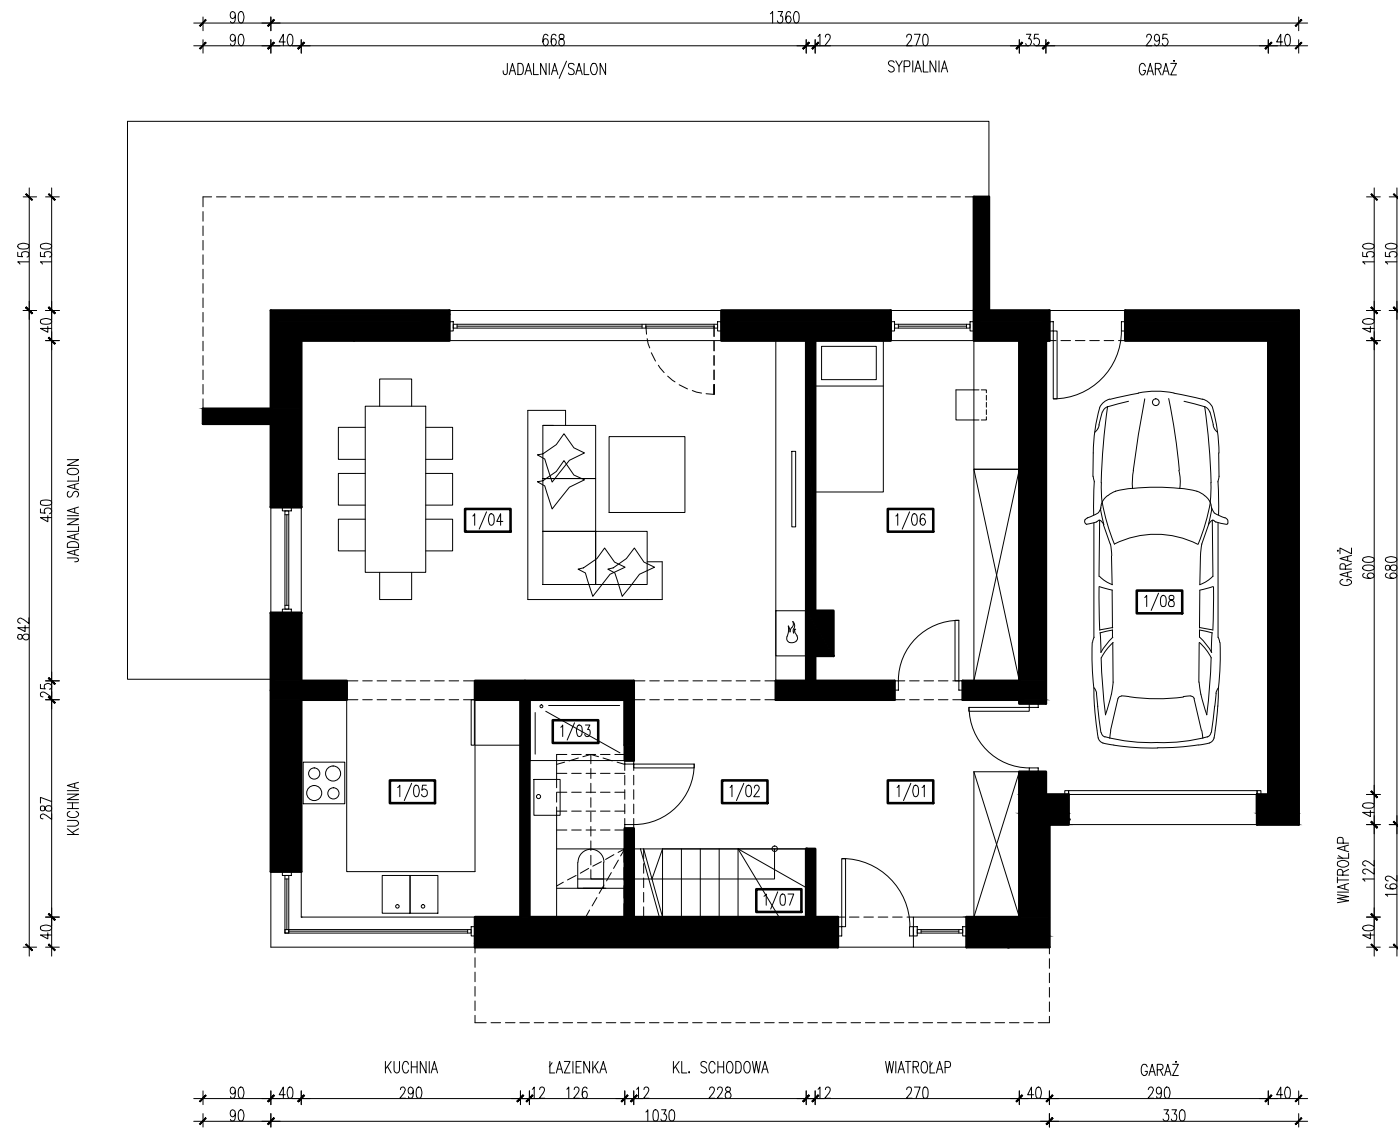 90 1360
90 40 668 12 270 35 295 40
JADALNIA/SALON SYPIALNIA GARAŻ
150 150
40
450 JADALNIA SALON
842
25
287 KUCHNIA
40
150 150
40
GARAŻ 600 680
40
WIATROŁAP 122 162
40
1/04 1/06
1/08
1/03
1/05 1/02 1/01
1/07
KUCHNIA ŁAZIENKA KL. SCHODOWA WIATROŁAP GARAŻ
90 40 290 12 126 12 228 12 270 40 290 40
90 1030 330